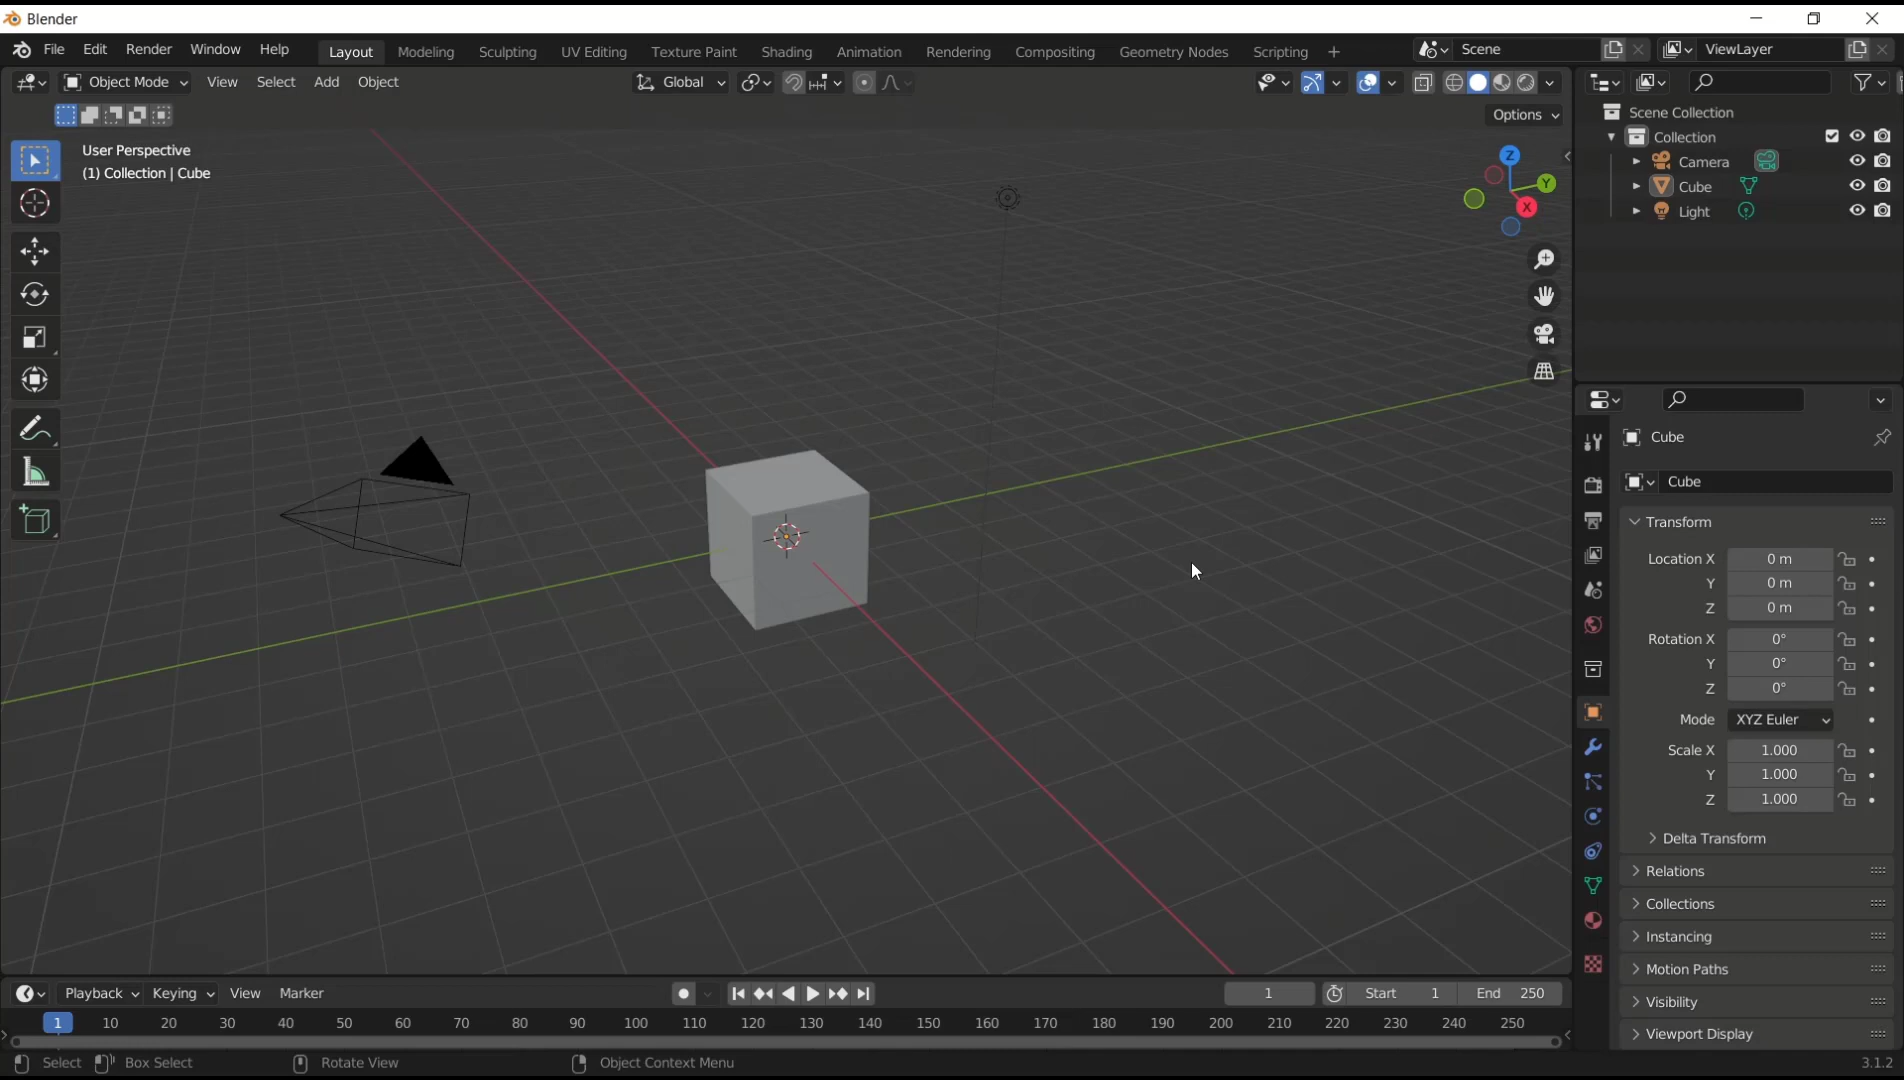 Blender
File Edit Render Window Help Layout Modeling Sculpting UV Editing Texture Paint Shading Animation Rendering Compositing Geometry Nodes Scripting + Scene ViewLayer
Object Mode View Select Add Object Global
Options
User Perspective
(1) Collection | Cube
Z
Y
X
Scene Collection
Collection
Camera
Cube
Light
Cube
Cube
Transform
Location X 0 m
Y 0 m
Z 0 m
Rotation X 0°
Y 0°
Z 0°
Mode XYZ Euler
Scale X 1.000
Y 1.000
Z 1.000
Delta Transform
Relations
Collections
Instancing
Motion Paths
Visibility
Viewport Display
Playback Keying View Marker 1 Start 1 End 250
1 10 20 30 40 50 60 70 80 90 100 110 120 130 140 150 160 170 180 190 200 210 220 230 240 250
Select Box Select Rotate View Object Context Menu 3.1.2